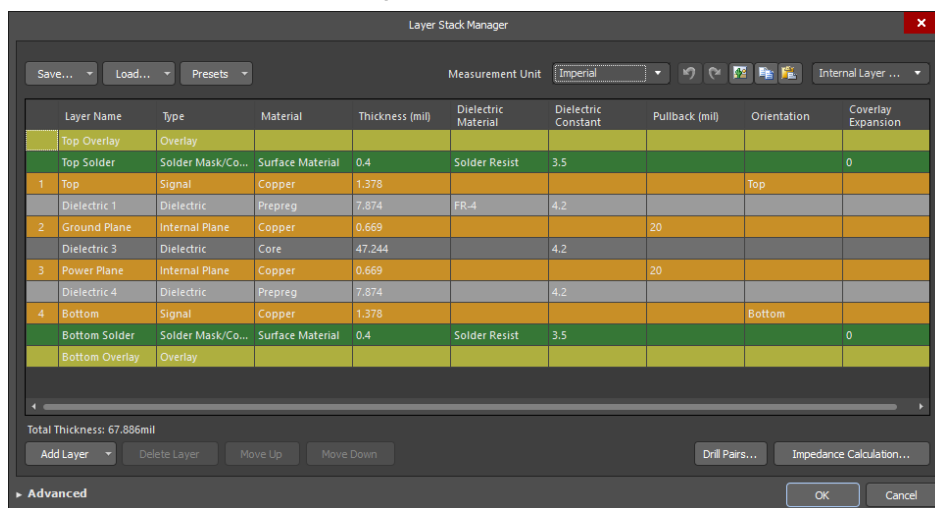 Layer Stack Manager
Save... Load... Presets Measurement Unit Imperial Internal Layer ...
Layer Name Type Material Thickness (mil) Dielectric Material Dielectric Constant Pullback (mil) Orientation Coverlay Expansion
Top Overlay Overlay
Top Solder Solder Mask/Co... Surface Material 0.4 Solder Resist 3.5 0
1 Top Signal Copper 1.378 Top
Dielectric 1 Dielectric Prepreg 7.874 FR-4 4.2
2 Ground Plane Internal Plane Copper 0.669 20
Dielectric 3 Dielectric Core 47.244 4.2
3 Power Plane Internal Plane Copper 0.669 20
Dielectric 4 Dielectric Prepreg 7.874 4.2
4 Bottom Signal Copper 1.378 Bottom
Bottom Solder Solder Mask/Co... Surface Material 0.4 Solder Resist 3.5 0
Bottom Overlay Overlay
Total Thickness: 67.886mil
Add Layer Delete Layer Move Up Move Down Drill Pairs... Impedance Calculation...
Advanced OK Cancel